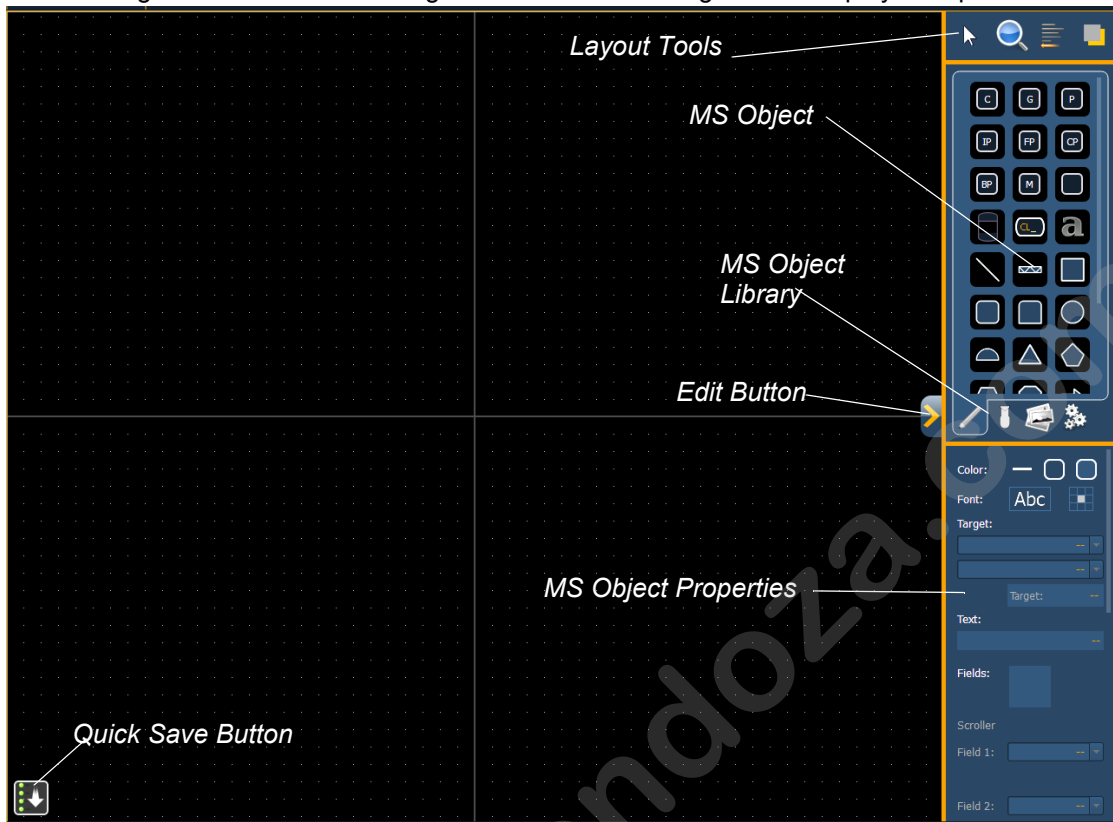 Layout Tools
MS Object
MS Object
Library
Edit Button
MS Object Properties
Quick Save Button
C G P
IP FP CP
BP M
CL_ a
Color:
Font: Abc
Target:
--
--
Target: --
Text:
--
Fields:
Scroller
Field 1: --
Field 2: --